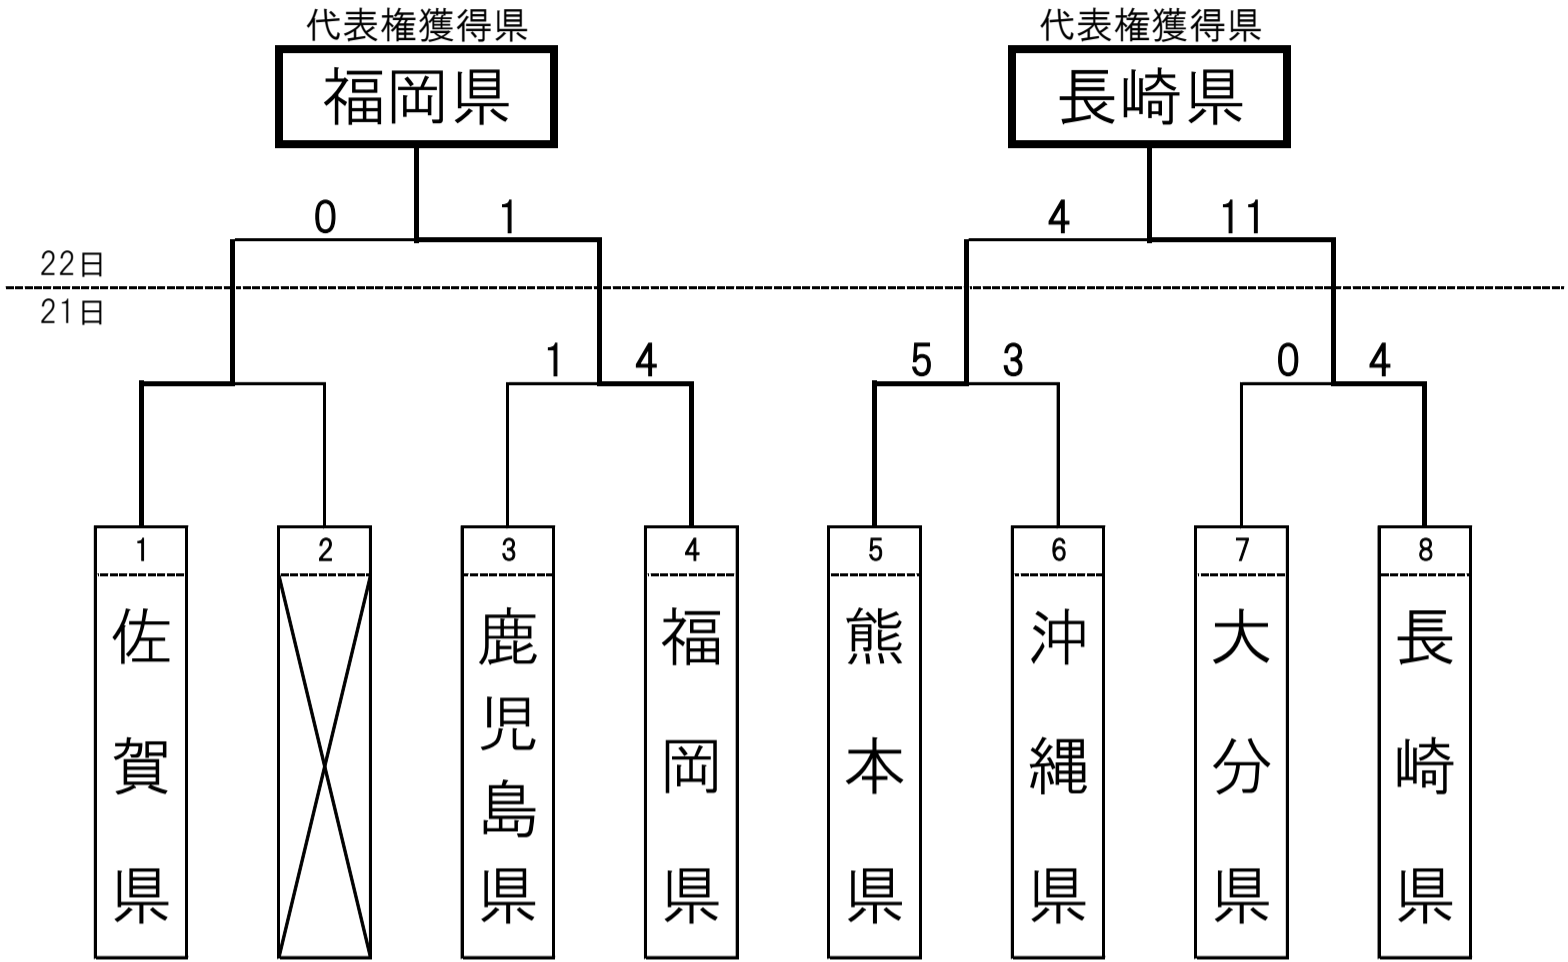 代表権獲得県 代表権獲得県
福岡県 長崎県
0 1 4 11
22日
21日
1 4 5 3 0 4
1 2 3 4 5 6 7 8
佐賀県
鹿児島県
福岡県
熊本県
沖縄県
大分県
長崎県